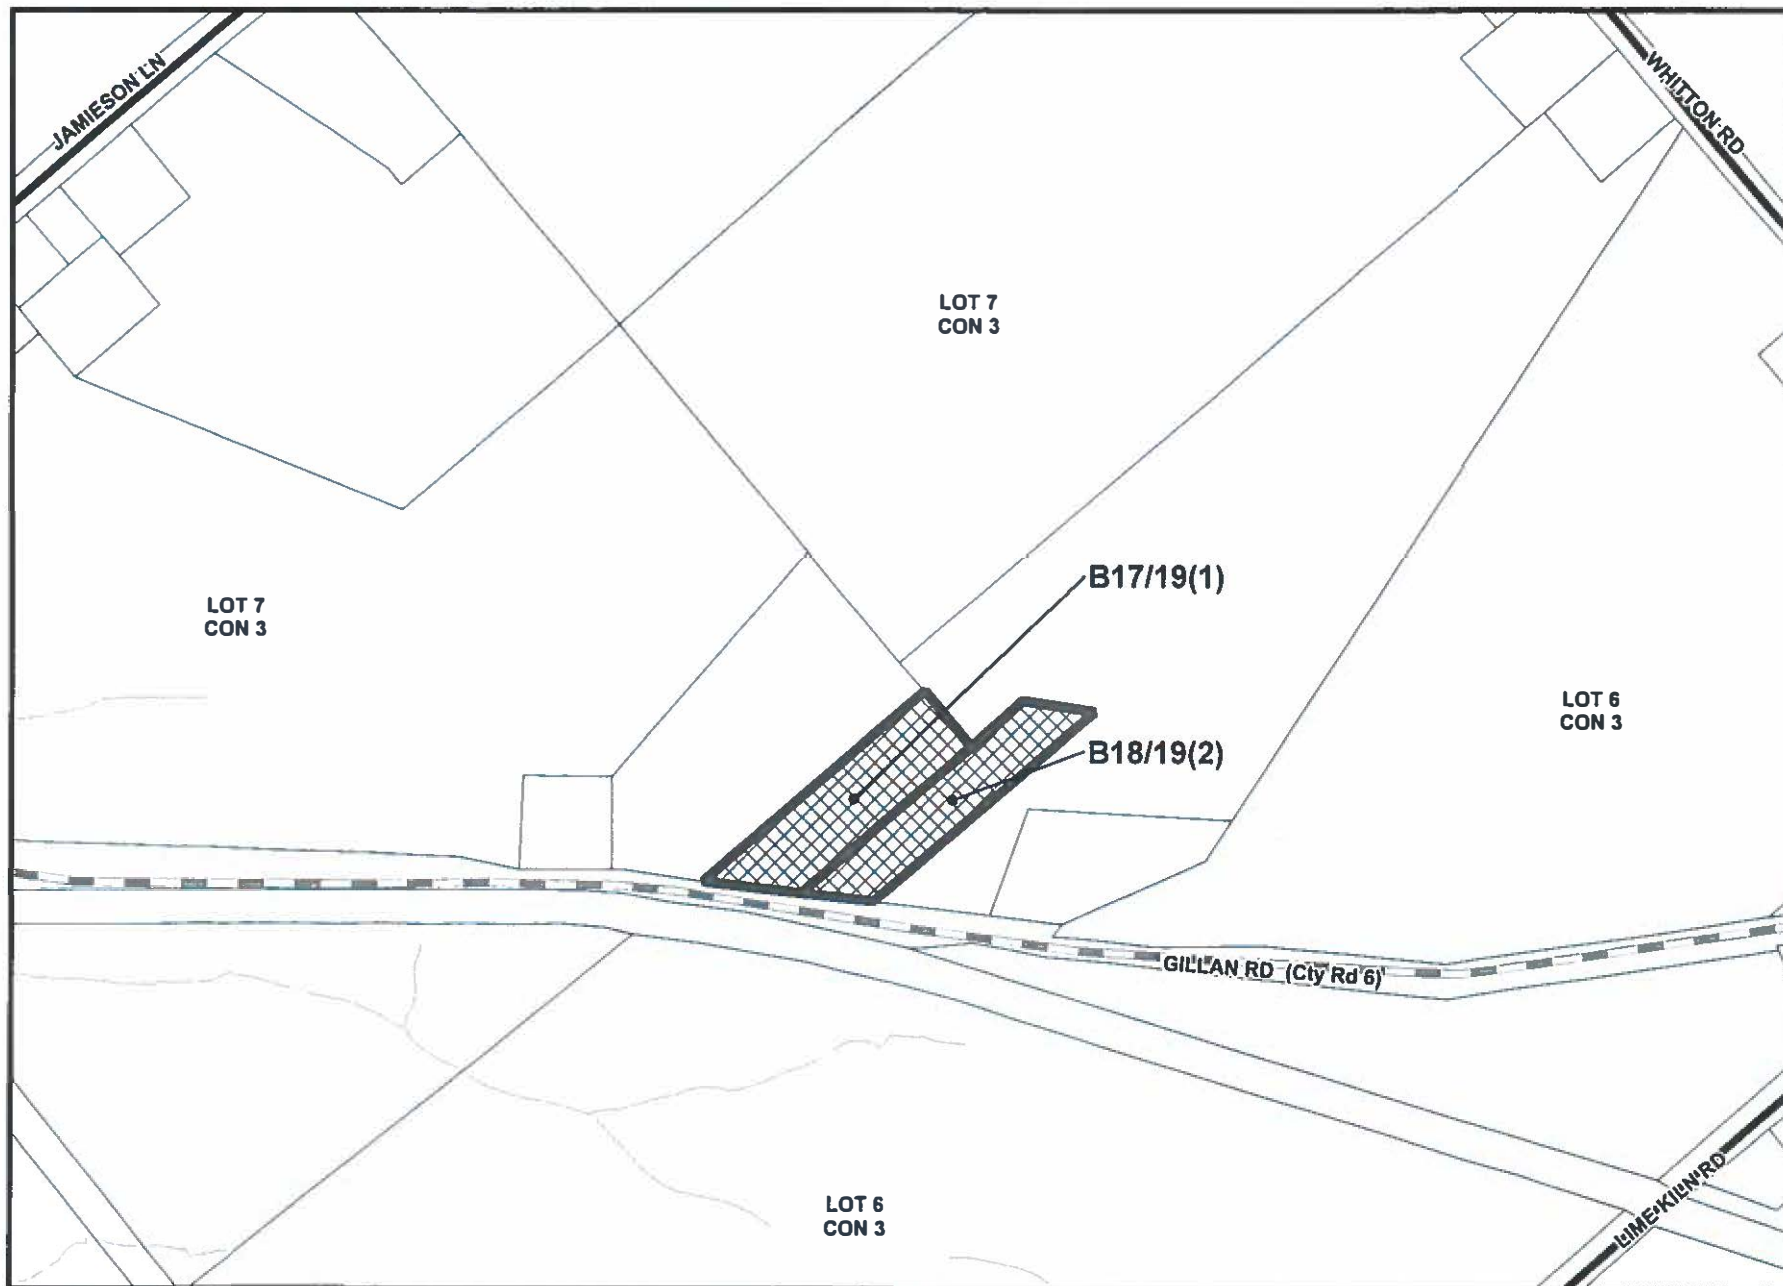 JAMIESON LN
WHITTON RD
LOT 7
CON 3
B17/19(1)
LOT 7
CON 3
LOT 6
CON 3
B18/19(2)
GILLAN RD (Cty Rd 6)
LIME KILN RD
LOT 6
CON 3